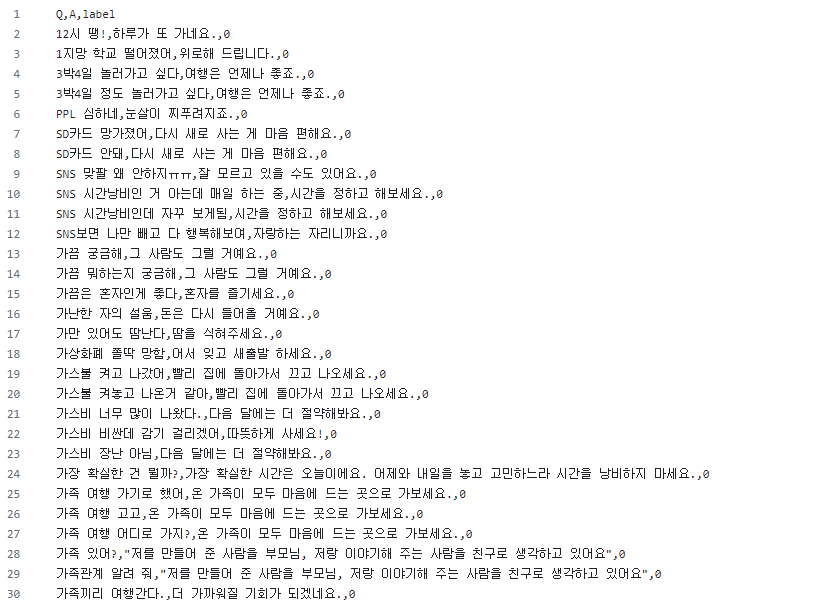 1 Q,A,label
2 12시 땡!,하루가 또 가네요.,0
3 1지망 학교 떨어졌어,위로해 드립니다.,0
4 3박4일 놀러가고 싶다,여행은 언제나 좋죠.,0
5 3박4일 정도 놀러가고 싶다,여행은 언제나 좋죠.,0
6 PPL 심하네,눈살이 찌푸려지죠.,0
7 SD카드 망가졌어,다시 새로 사는 게 마음 편해요.,0
8 SD카드 안돼,다시 새로 사는 게 마음 편해요.,0
9 SNS 맞팔 왜 안하지ㅠㅠ,잘 모르고 있을 수도 있어요.,0
10 SNS 시간낭비인 거 아는데 매일 하는 중,시간을 정하고 해보세요.,0
11 SNS 시간낭비인데 자꾸 보게됨,시간을 정하고 해보세요.,0
12 SNS보면 나만 빼고 다 행복해보여,자랑하는 자리니까요.,0
13 가끔 궁금해,그 사람도 그럴 거예요.,0
14 가끔 뭐하는지 궁금해,그 사람도 그럴 거예요.,0
15 가끔은 혼자인게 좋다,혼자를 즐기세요.,0
16 가난한 자의 설움,돈은 다시 들어올 거예요.,0
17 가만 있어도 땀난다,땀을 식혀주세요.,0
18 가상화폐 쫄딱 망함,어서 잊고 새출발 하세요.,0
19 가스불 켜고 나갔어,빨리 집에 돌아가서 끄고 나오세요.,0
20 가스불 켜놓고 나온거 같아,빨리 집에 돌아가서 끄고 나오세요.,0
21 가스비 너무 많이 나왔다.,다음 달에는 더 절약해봐요.,0
22 가스비 비싼데 감기 걸리겠어,따뜻하게 사세요!,0
23 가스비 장난 아님,다음 달에는 더 절약해봐요.,0
24 가장 확실한 건 뭘까?,가장 확실한 시간은 오늘이에요. 어제와 내일을 놓고 고민하느라 시간을 낭비하지 마세요.,0
25 가족 여행 가기로 했어,온 가족이 모두 마음에 드는 곳으로 가보세요.,0
26 가족 여행 고고,온 가족이 모두 마음에 드는 곳으로 가보세요.,0
27 가족 여행 어디로 가지?,온 가족이 모두 마음에 드는 곳으로 가보세요.,0
28 가족 있어?,"저를 만들어 준 사람을 부모님, 저랑 이야기해 주는 사람을 친구로 생각하고 있어요",0
29 가족관계 알려 줘,"저를 만들어 준 사람을 부모님, 저랑 이야기해 주는 사람을 친구로 생각하고 있어요",0
30 가족끼리 여행간다.,더 가까워질 기회가 되겠네요.,0